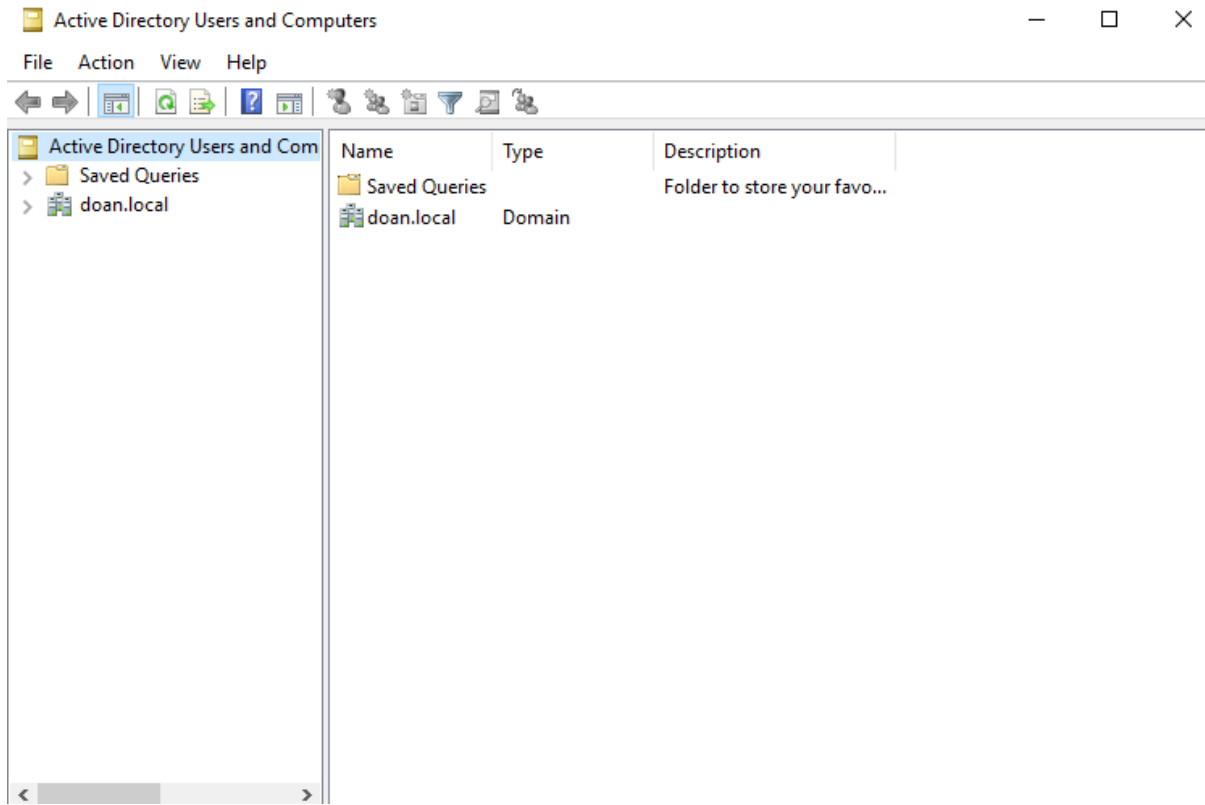 Active Directory Users and Computers
File Action View Help
Active Directory Users and Com
Saved Queries
doan.local
Name Type Description
Saved Queries Folder to store your favo...
doan.local Domain